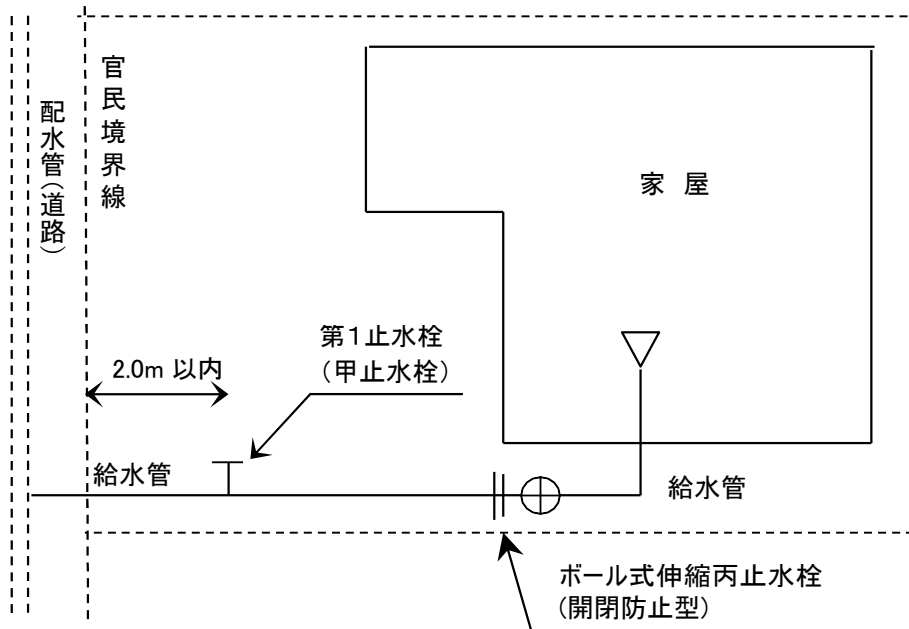 配水管(道路)
官民境界線
家 屋
第1止水栓
(甲止水栓)
2.0m 以内
給水管
給水管
ボール式伸縮丙止水栓
(開閉防止型)